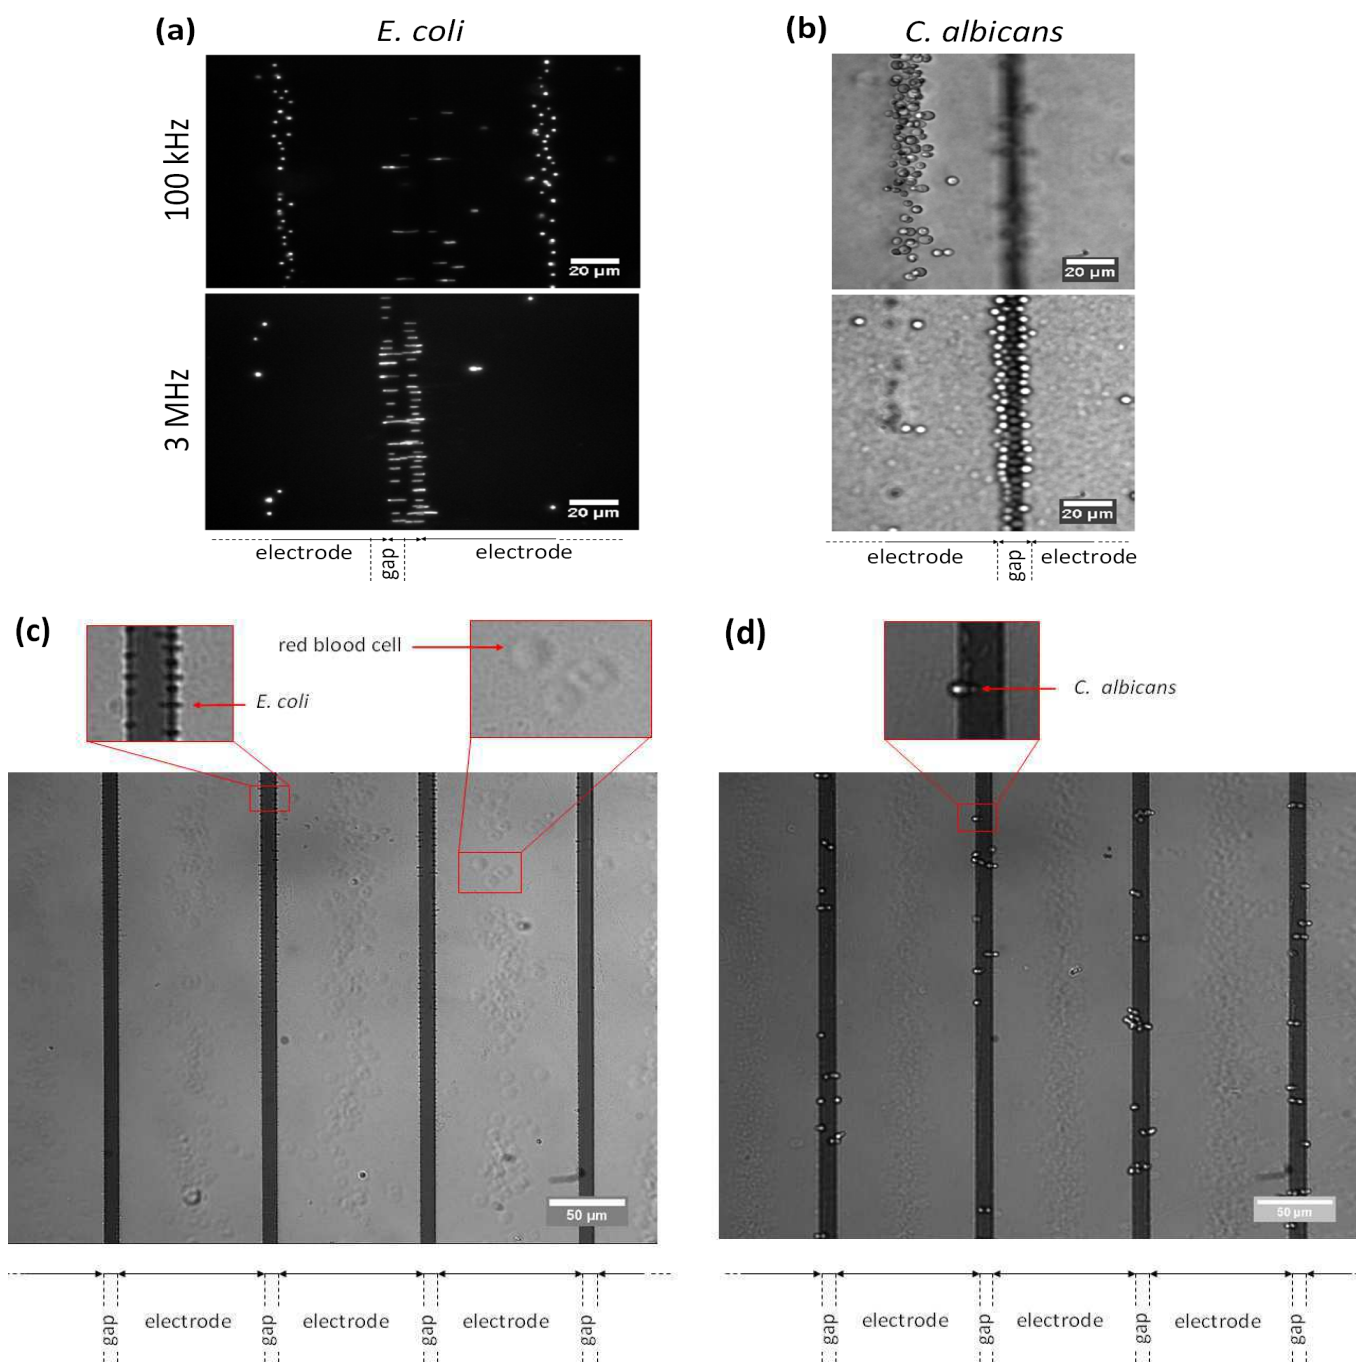 (a) E. coli
(b) C. albicans
100 kHz
20 µm
20 µm
3 MHz
20 µm
20 µm
electrode gap electrode
electrode gap electrode
(c)
red blood cell
E. coli
(d)
C. albicans
50 µm
50 µm
gap electrode gap electrode gap electrode gap
gap electrode gap electrode gap electrode gap